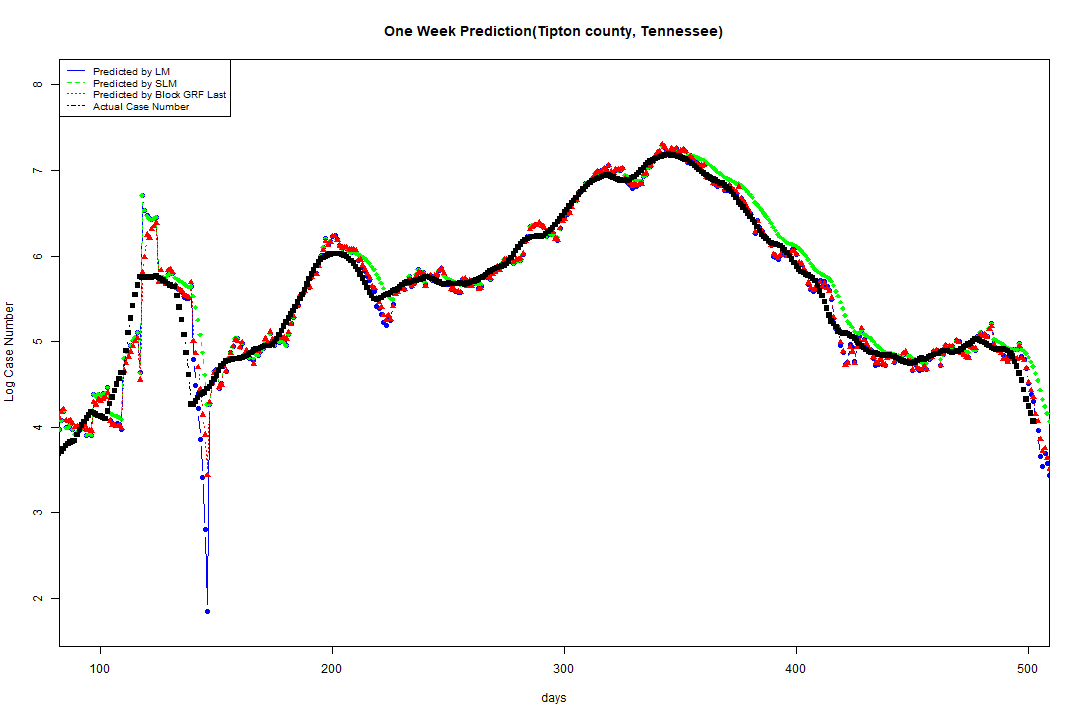 One Week Prediction(Tipton county, Tennessee)
Predicted by LM
Predicted by SLM
Predicted by Block GRF Last
Actual Case Number
8
7
6
5
4
3
2
Log Case Number
100 200 300 400 500
days